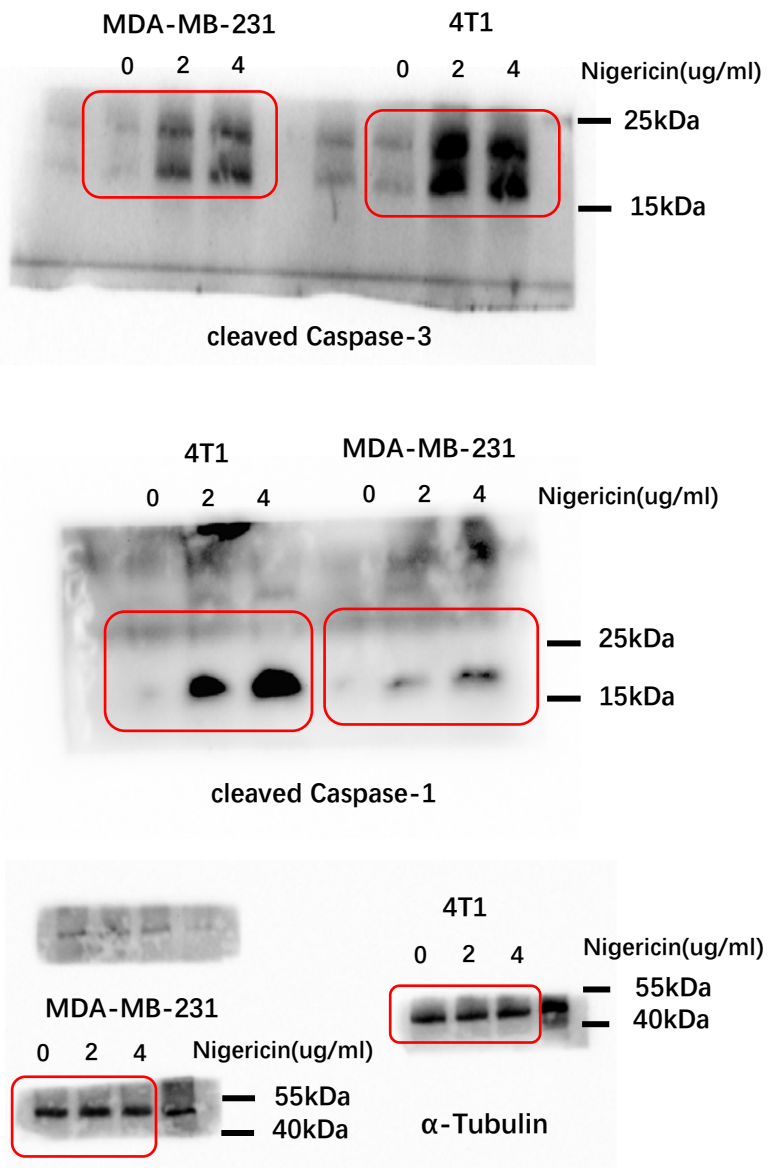 MDA-MB-231 4T1
0 2 4 0 2 4 Nigericin(ug/ml)
25kDa
15kDa
cleaved Caspase-3
4T1 MDA-MB-231
0 2 4 0 2 4 Nigericin(ug/ml)
25kDa
15kDa
cleaved Caspase-1
4T1
0 2 4 Nigericin(ug/ml)
55kDa
40kDa
MDA-MB-231
0 2 4 Nigericin(ug/ml)
55kDa
40kDa
α-Tubulin